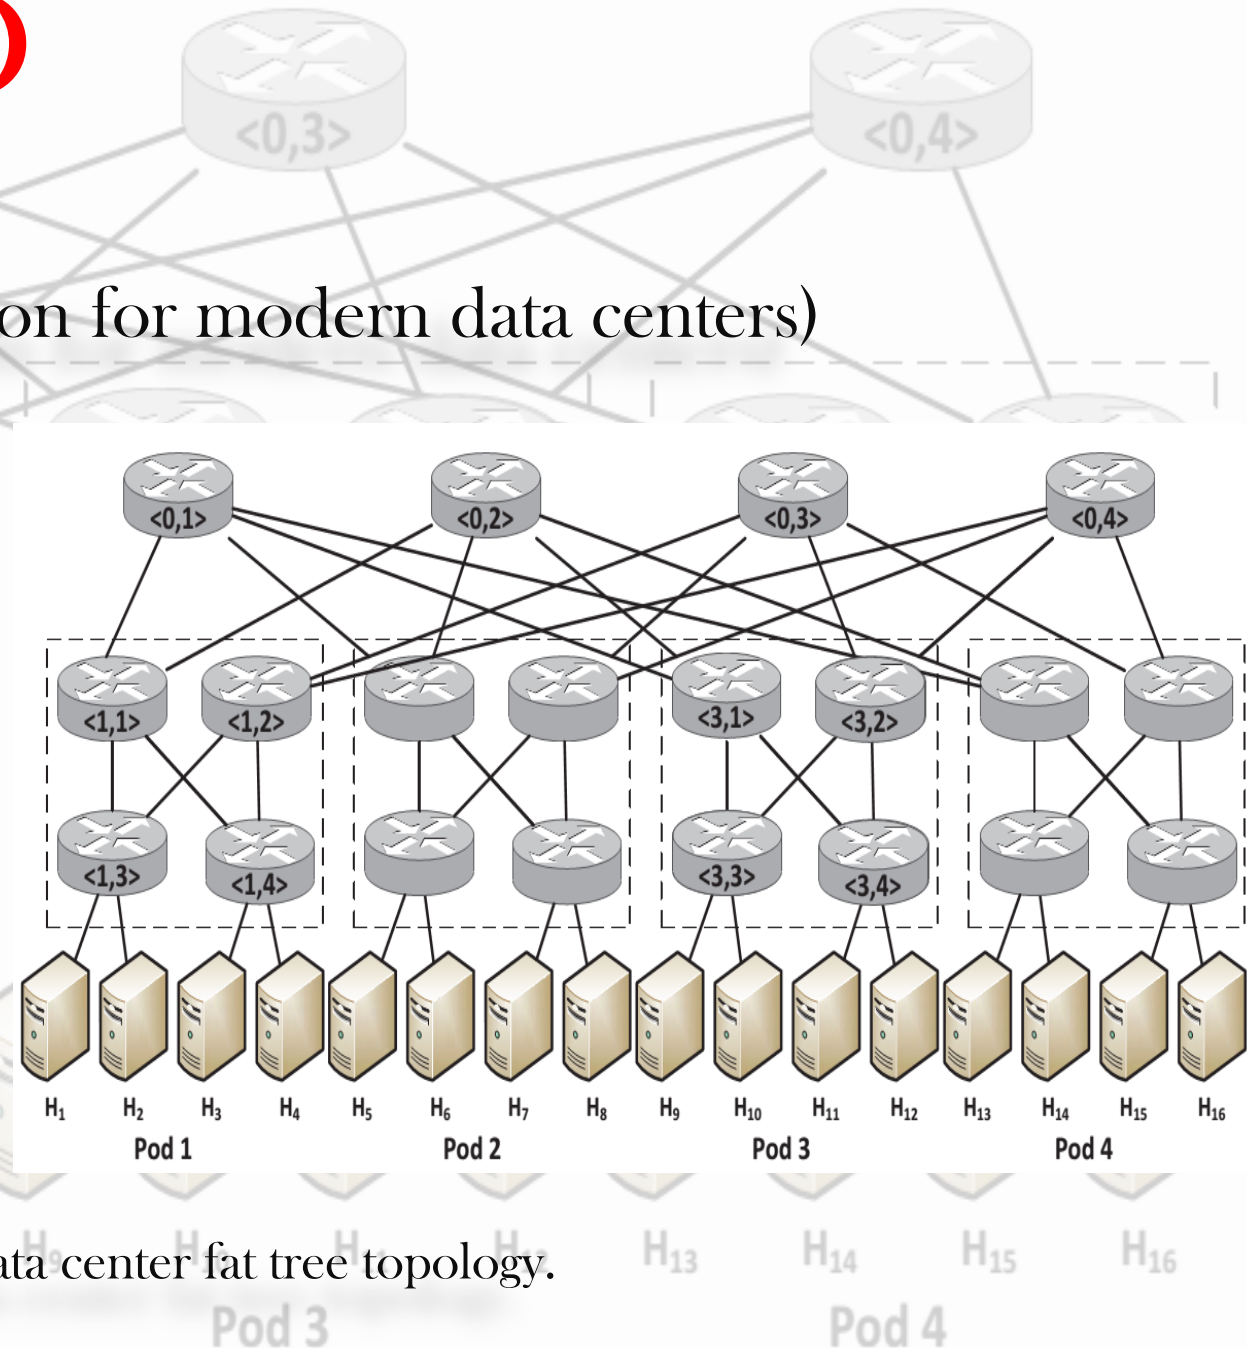 )
<0,3> <0,4>
on for modern data centers)
<0,1> <0,2> <0,3> <0,4>
<1,1> <1,2> <3,1> <3,2>
<1,3> <1,4> <3,3> <3,4>
H1 H2 H3 H4 H5 H6 H7 H8 H9 H10 H11 H12 H13 H14 H15 H16
Pod 1 Pod 2 Pod 3 Pod 4
H9 H11 H12 H13 H14 H15 H16
ata center fat tree topology.
Pod 3 Pod 4